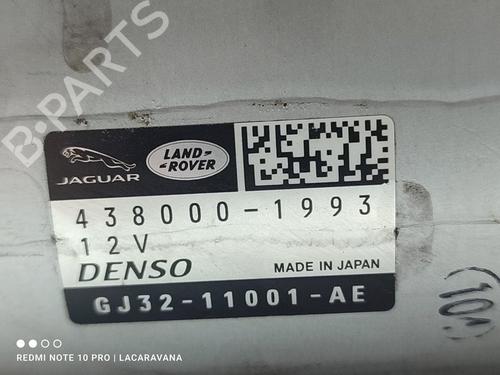 B-PARTS
JAGUAR
LAND-
-ROVER
438000-1993
12V
DENSO
MADE IN JAPAN
GJ32-11001-AE
REDMI NOTE 10 PRO | LACARAVANA